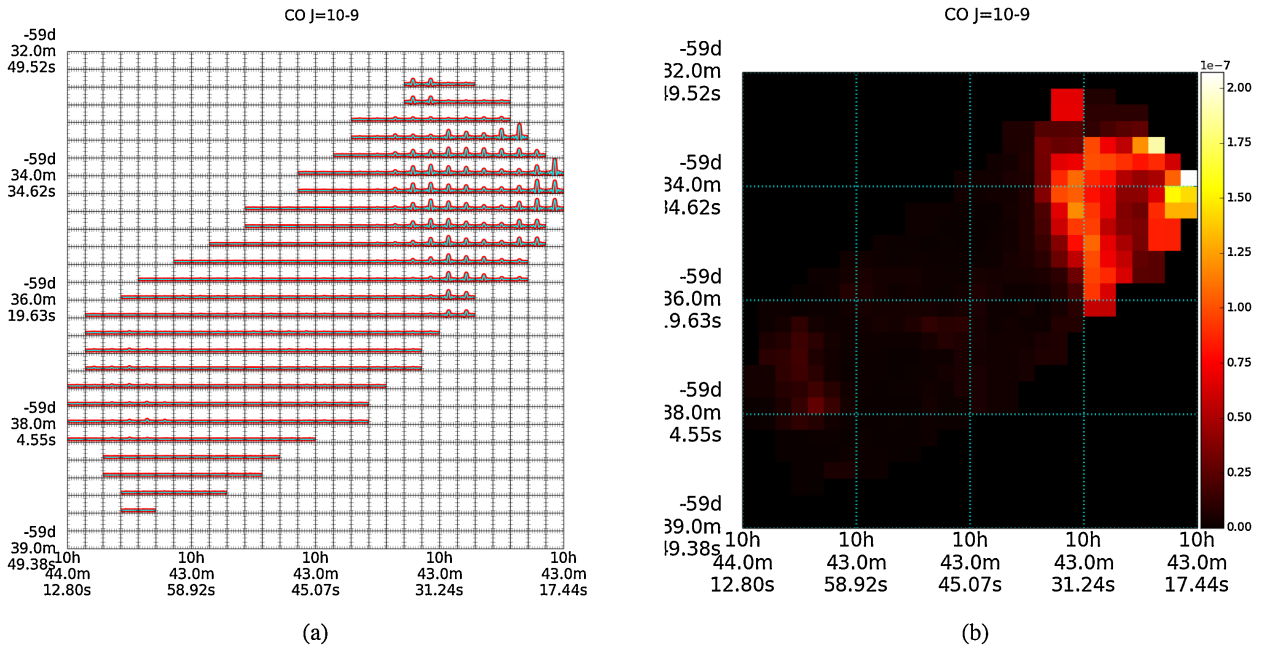 CO J=10-9
-59d
32.0m
49.52s
-59d
34.0m
34.62s
-59d
36.0m
19.63s
-59d
38.0m
4.55s
-59d
39.0m
49.38s
10h
44.0m
12.80s
10h
43.0m
58.92s
10h
43.0m
45.07s
10h
43.0m
31.24s
10h
43.0m
17.44s
(a)
CO J=10-9
-59d
32.0m
19.52s
-59d
34.0m
34.62s
-59d
36.0m
.9.63s
-59d
38.0m
4.55s
-59d
39.0m
19.38s
10h
44.0m
12.80s
10h
43.0m
58.92s
10h
43.0m
45.07s
10h
43.0m
31.24s
10h
43.0m
17.44s
1e−7
2.00
1.75
1.50
1.25
1.00
0.75
0.50
0.25
0.00
(b)